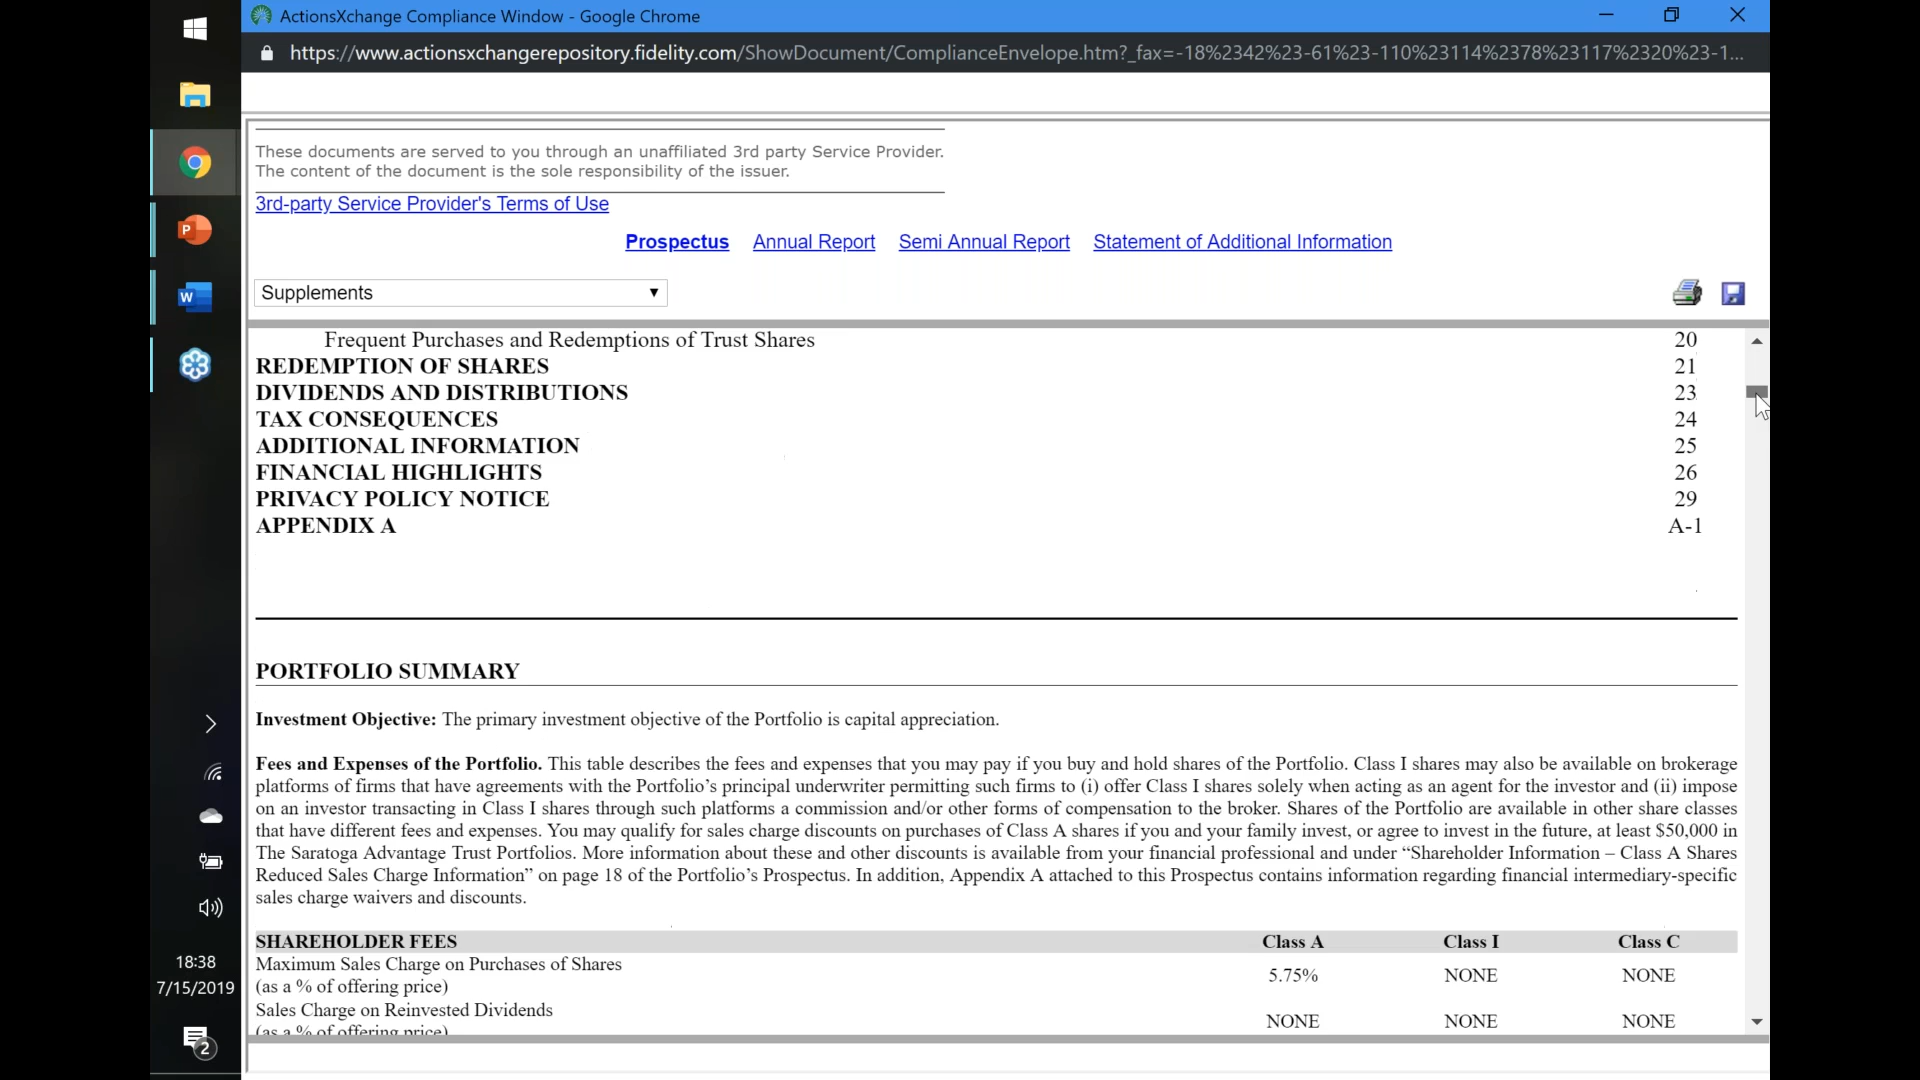 ActionsXchange Compliance Window - Google Chrome
https://www.actionsxchangerepository.fidelity.com/ShowDocument/ComplianceEnvelope.htm?_fax=-18%2342%23-61%23-110%23114%2378%23117%2320%23-1...
These documents are served to you through an unaffiliated 3rd party Service Provider.
The content of the document is the sole responsibility of the issuer.
3rd-party Service Provider's Terms of Use
Prospectus Annual Report Semi Annual Report Statement of Additional Information
Supplements
Frequent Purchases and Redemptions of Trust Shares 20
REDEMPTION OF SHARES 21
DIVIDENDS AND DISTRIBUTIONS 23
TAX CONSEQUENCES 24
ADDITIONAL INFORMATION 25
FINANCIAL HIGHLIGHTS 26
PRIVACY POLICY NOTICE 29
APPENDIX A A-1
PORTFOLIO SUMMARY
Investment Objective: The primary investment objective of the Portfolio is capital appreciation.
Fees and Expenses of the Portfolio. This table describes the fees and expenses that you may pay if you buy and hold shares of the Portfolio. Class I shares may also be available on brokerage
platforms of firms that have agreements with the Portfolio's principal underwriter permitting such firms to (i) offer Class I shares solely when acting as an agent for the investor and (ii) impose
on an investor transacting in Class I shares through such platforms a commission and/or other forms of compensation to the broker. Shares of the Portfolio are available in other share classes
that have different fees and expenses. You may qualify for sales charge discounts on purchases of Class A shares if you and your family invest, or agree to invest in the future, at least $50,000 in
The Saratoga Advantage Trust Portfolios. More information about these and other discounts is available from your financial professional and under “Shareholder Information – Class A Shares
Reduced Sales Charge Information” on page 18 of the Portfolio's Prospectus. In addition, Appendix A attached to this Prospectus contains information regarding financial intermediary-specific
sales charge waivers and discounts.
SHAREHOLDER FEES Class A Class I Class C
Maximum Sales Charge on Purchases of Shares
(as a % of offering price) 5.75% NONE NONE
Sales Charge on Reinvested Dividends
(as a % of offering price) NONE NONE NONE
P
W
18:38
7/15/2019
2